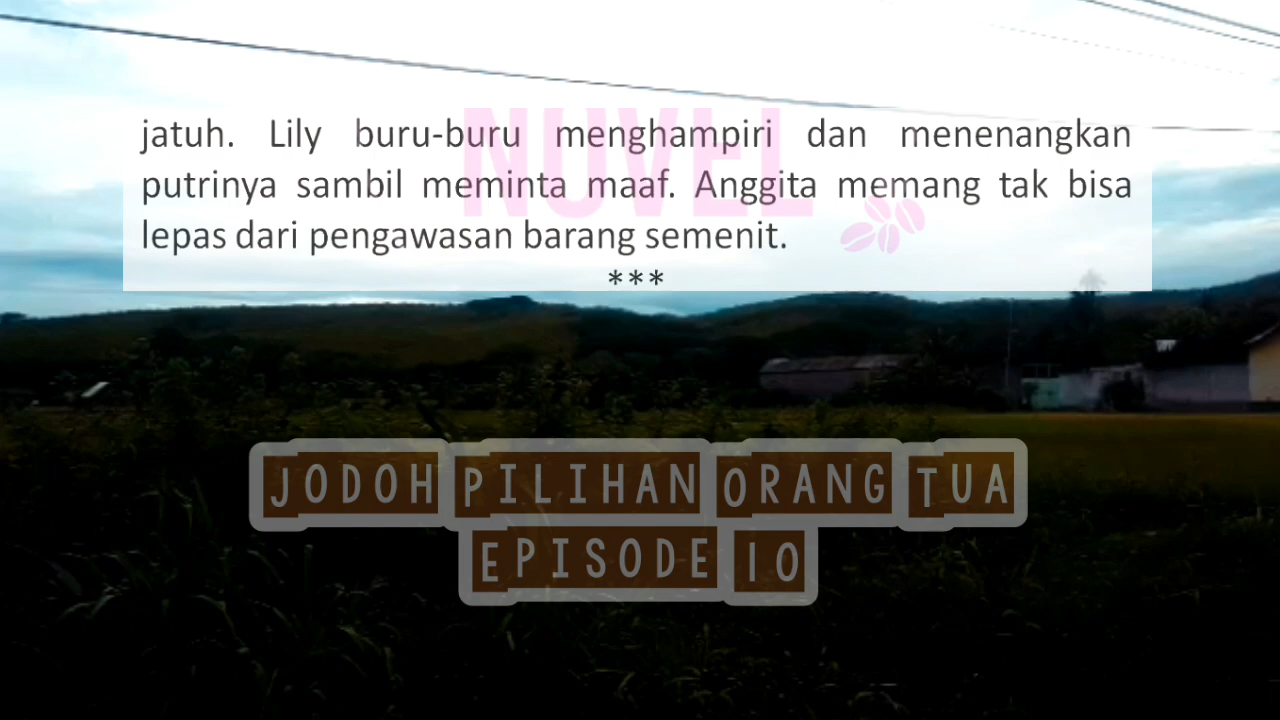 NUVEL
jatuh. Lily buru-buru menghampiri dan menenangkan
putrinya sambil meminta maaf. Anggita memang tak bisa
lepas dari pengawasan barang semenit.
***
JODOH PILIHAN ORANG TUA
EPISODE 10